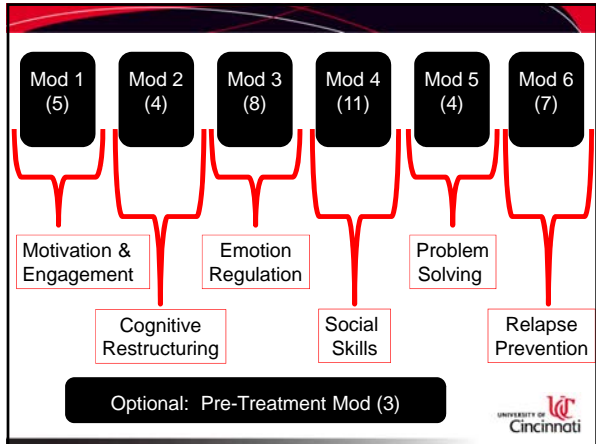 Mod 1
(5)
Mod 2
(4)
Mod 3
(8)
Mod 4
(11)
Mod 5
(4)
Mod 6
(7)
Motivation &
Engagement
Cognitive
Restructuring
Emotion
Regulation
Social
Skills
Problem
Solving
Relapse
Prevention
Optional: Pre-Treatment Mod (3)
UNIVERSITY OF UC
Cincinnati